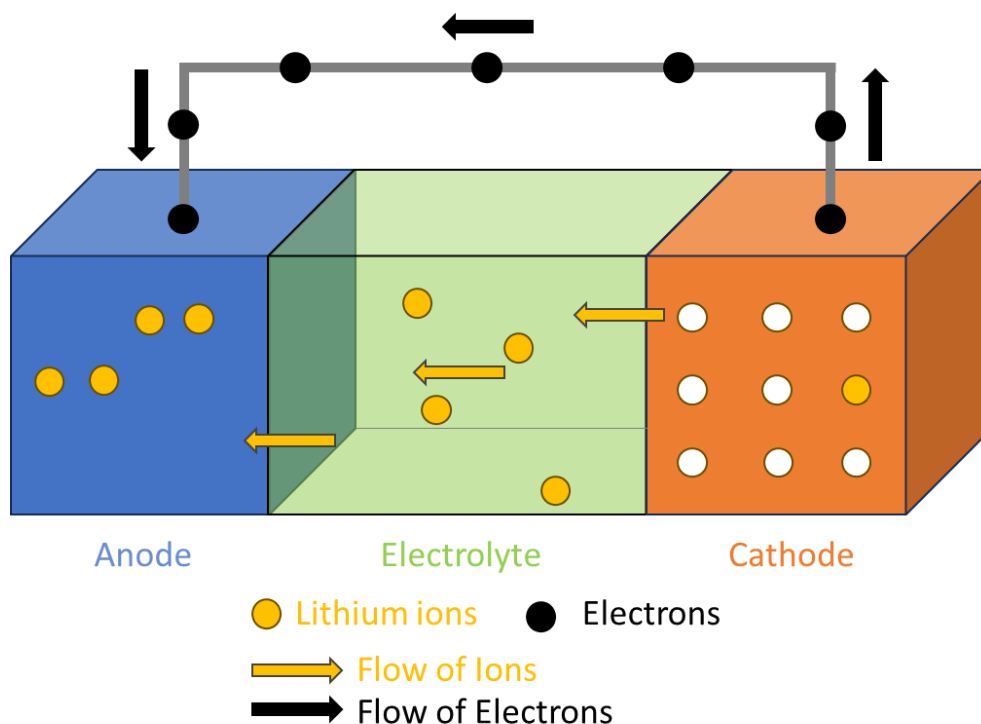 Anode Electrolyte Cathode
Lithium ions Electrons
Flow of Ions
Flow of Electrons